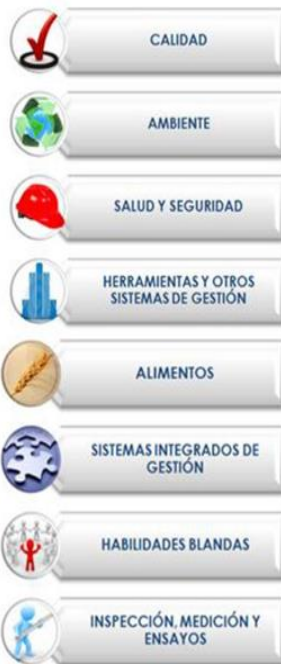 CALIDAD
AMBIENTE
SALUD Y SEGURIDAD
HERRAMIENTAS Y OTROS
SISTEMAS DE GESTIÓN
ALIMENTOS
SISTEMAS INTEGRADOS DE
GESTIÓN
HABILIDADES BLANDAS
INSPECCIÓN, MEDICIÓN Y
ENSAYOS